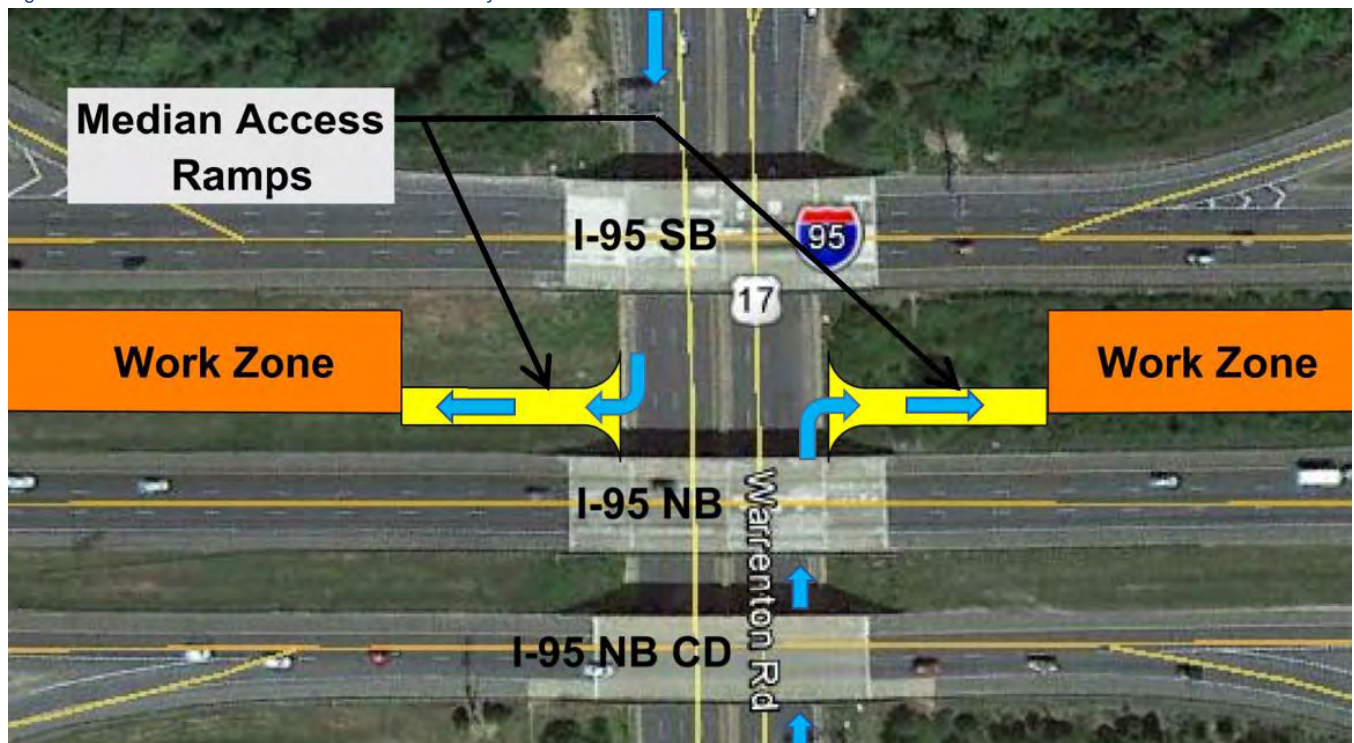 Median Access
Ramps
I-95 SB
95
17
Work Zone
Work Zone
I-95 NB
Warrenton Rd
I-95 NB CD